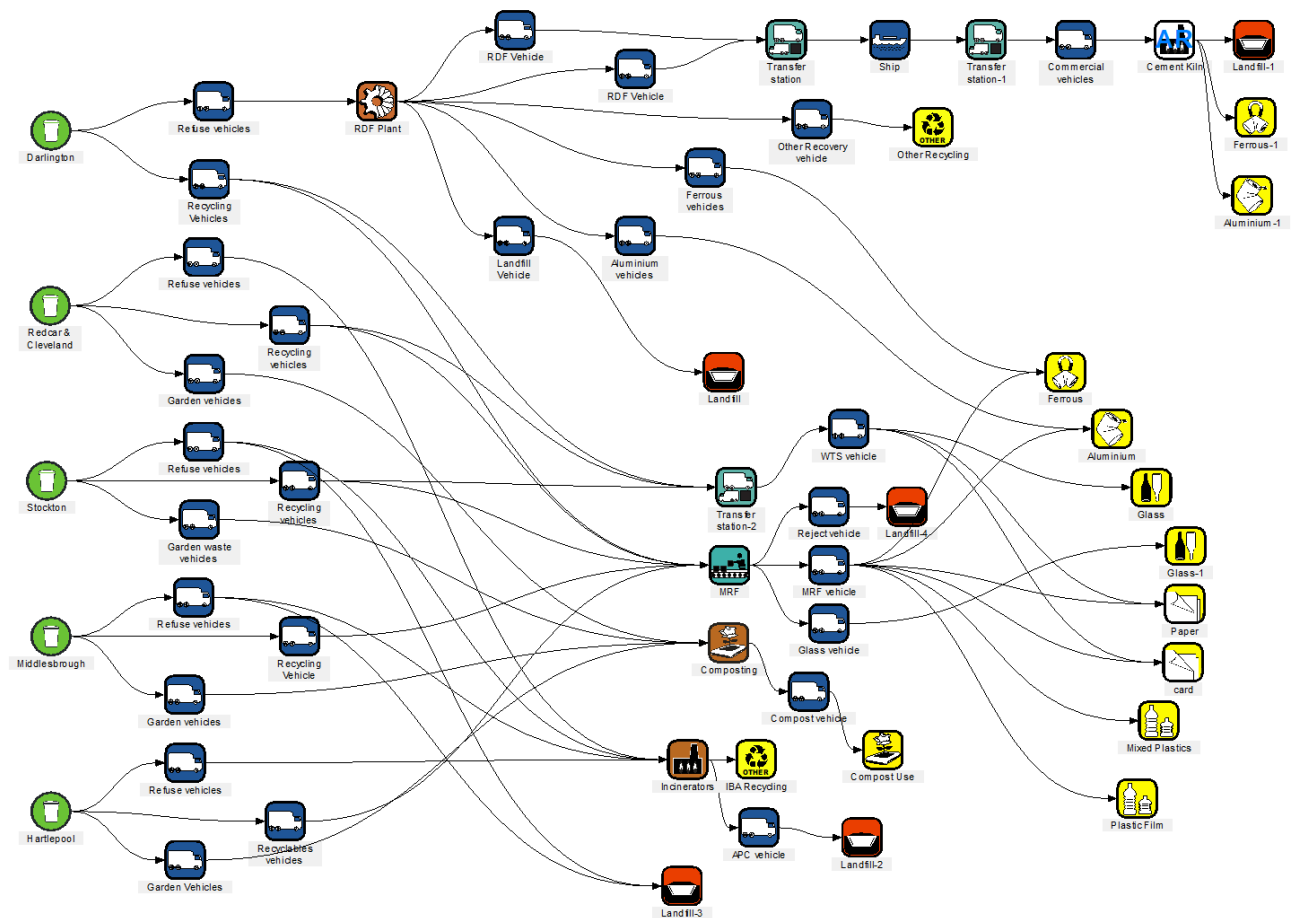 RDF Vehicle
Transfer
station
Ship
Transfer
station-1
Commercial
vehicles
AR
Cement Kiln
Landfill-1
RDF Vehicle
Refuse vehicles
RDF Plant
Darlington
Other Recovery
vehicle
OTHER
Other Recycling
Ferrous-1
Recycling
Vehicles
Ferrous
vehicles
Aluminium-1
Landfill
Vehicle
Aluminium
vehicles
Refuse vehicles
Redcar &
Cleveland
Recycling
vehicles
Garden vehicles
Landfill
Ferrous
Refuse vehicles
WTS vehicle
Aluminium
Stockton
Recycling
vehicles
Transfer
station-2
Glass
Garden waste
vehicles
Reject vehicle
Landfill-4
Glass-1
MRF
MRF vehicle
Refuse vehicles
Paper
Middlesbrough
Recycling
Vehicle
Composting
Glass vehicle
card
Garden vehicles
Compost vehicle
Mixed Plastics
Refuse vehicles
Incinerators
OTHER
IBA Recycling
Compost Use
Plastic Film
Hartlepool
Recyclables
vehicles
APC vehicle
Landfill-2
Garden Vehicles
Landfill-3